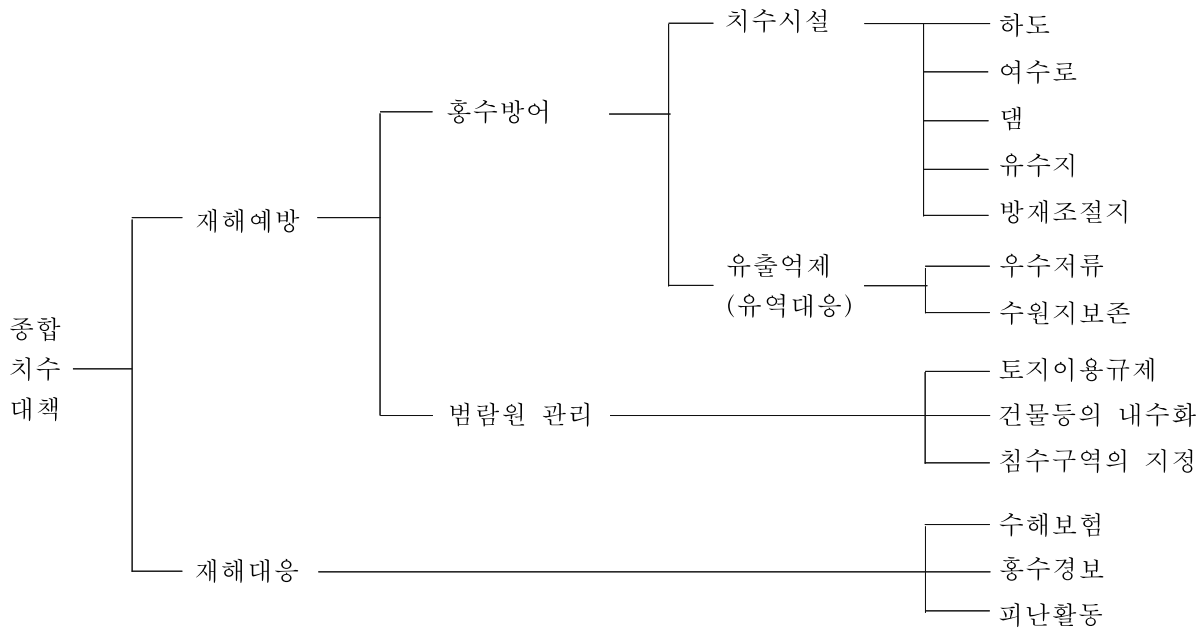 치수시설
하도
여수로
댐
유수지
방재조절지
홍수방어
재해예방
유출억제
(유역대응)
우수저류
수원지보존
종합
치수
대책
토지이용규제
범람원 관리
건물등의 내수화
침수구역의 지정
수해보험
재해대응
홍수경보
피난활동